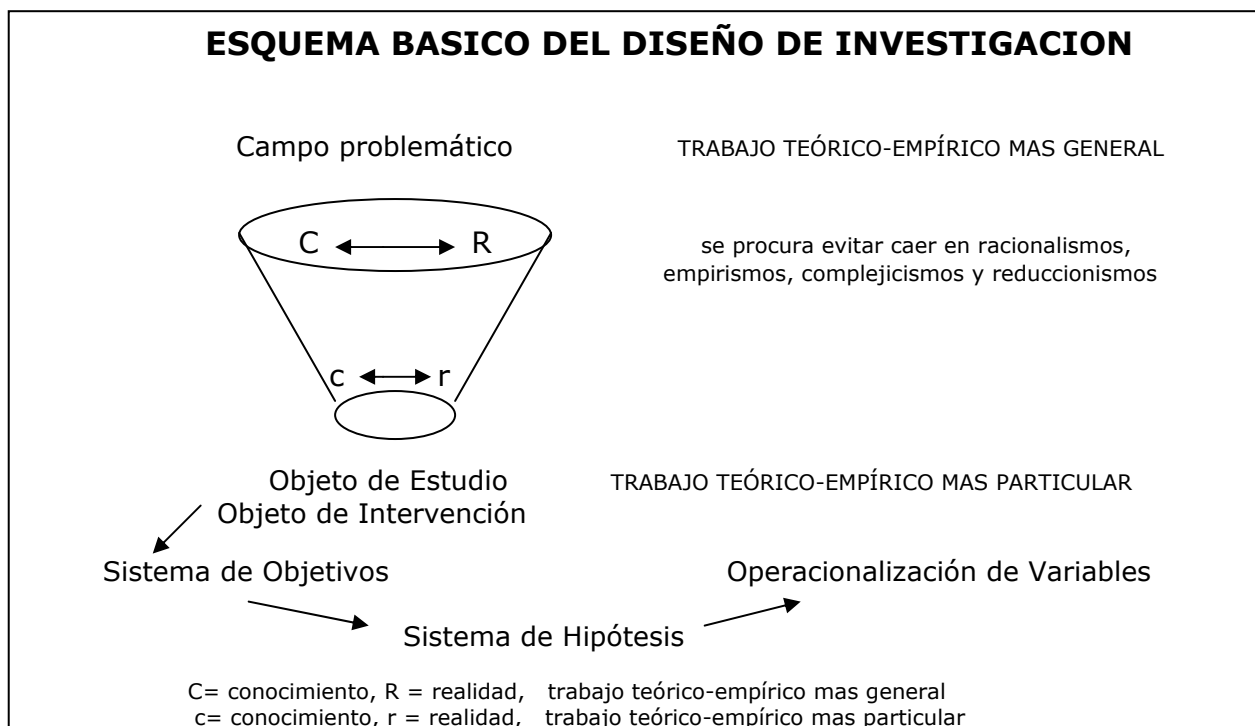 ESQUEMA BASICO DEL DISEÑO DE INVESTIGACION
Campo problemático
TRABAJO TEÓRICO-EMPÍRICO MAS GENERAL
C R
se procura evitar caer en racionalismos,
empirismos, complejicismos y reduccionismos
c r
Objeto de Estudio
TRABAJO TEÓRICO-EMPÍRICO MAS PARTICULAR
Objeto de Intervención
Sistema de Objetivos
Operacionalización de Variables
Sistema de Hipótesis
C= conocimiento, R = realidad, trabajo teórico-empírico mas general
c= conocimiento, r = realidad, trabajo teórico-empírico mas particular